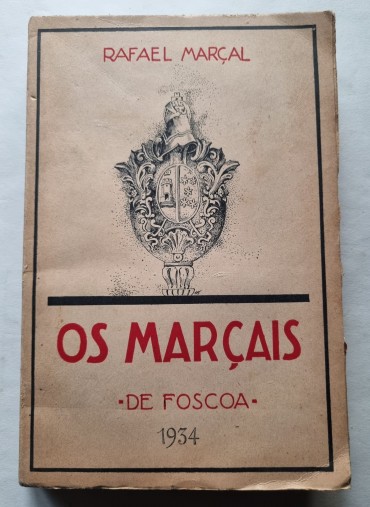 RAFAEL MARÇAL
OS MARÇAIS
-DE FOSCOA-
1934